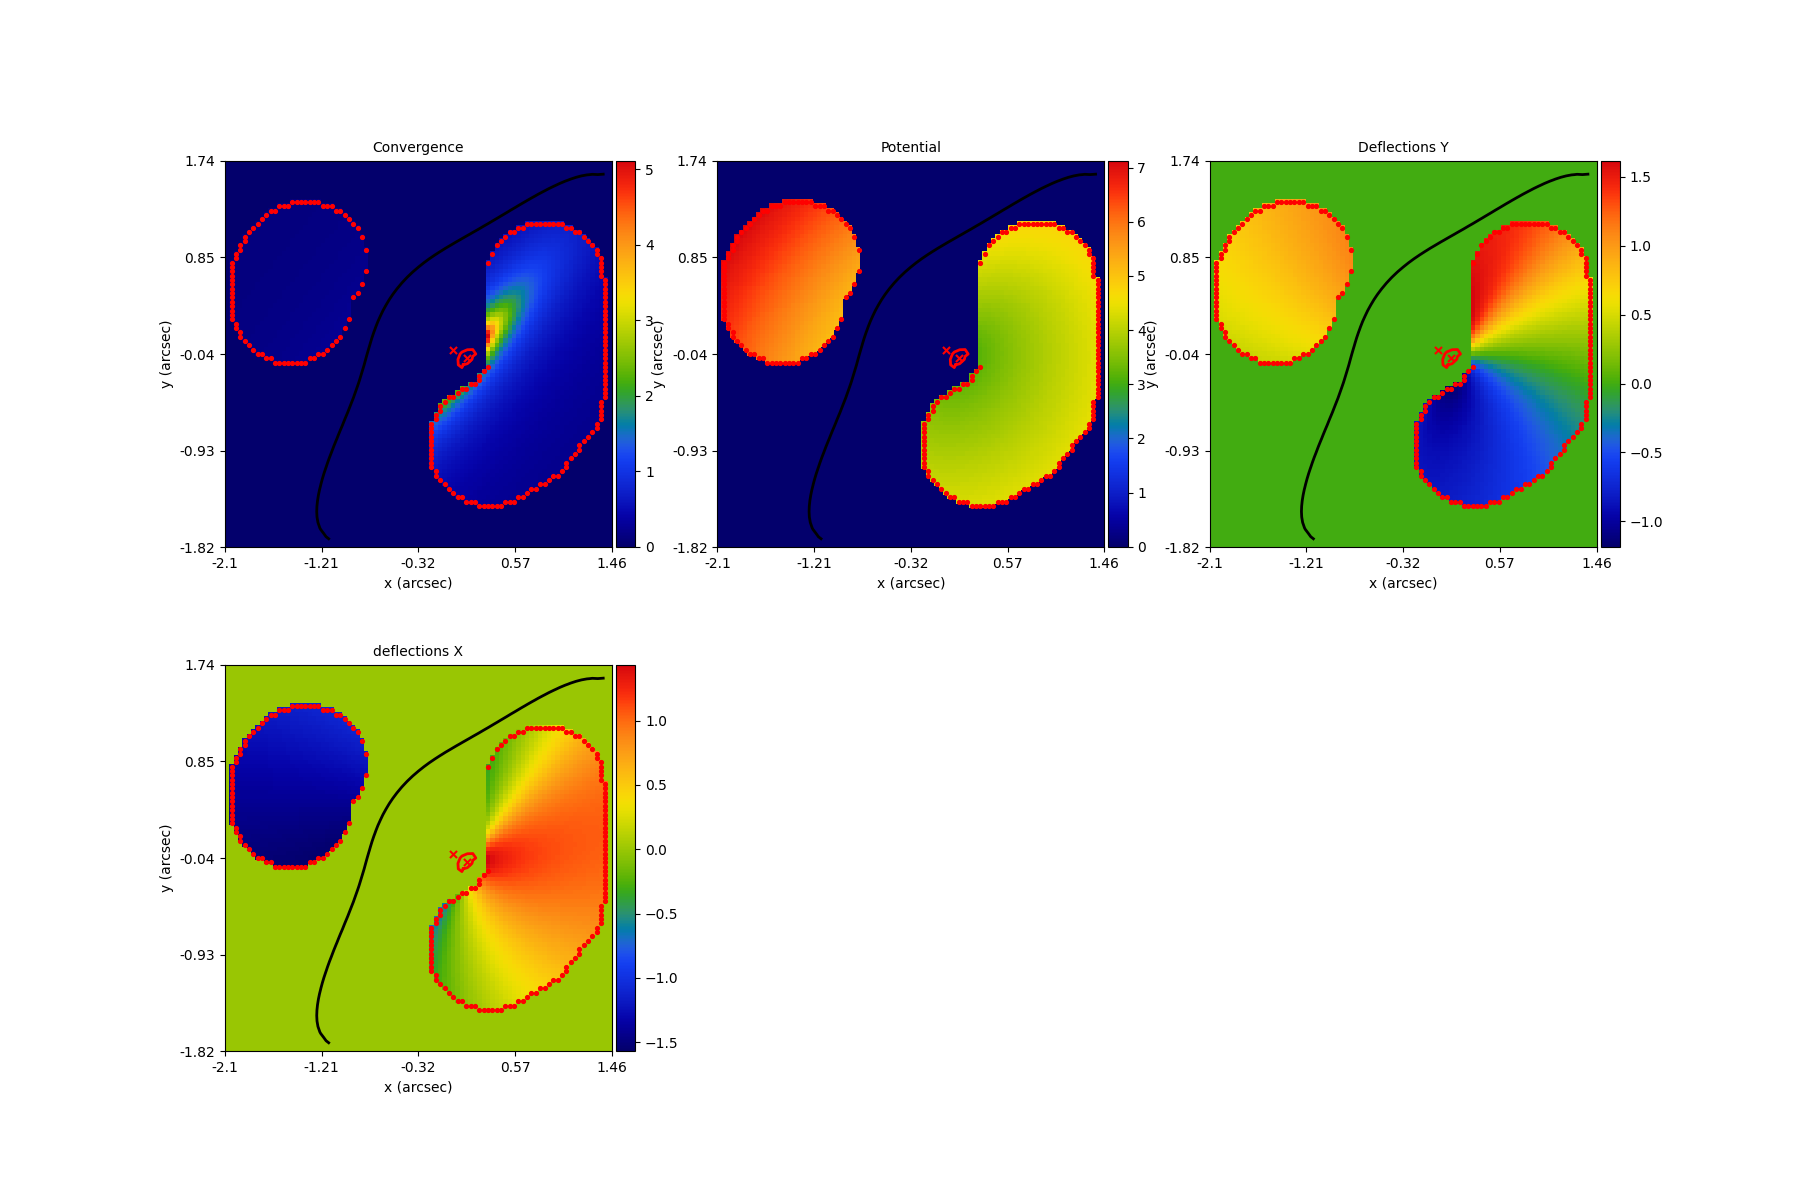 Convergence
1.74
0.85
-0.04
-0.93
-1.82
y (arcsec)
-2.1 -1.21 -0.32 0.57 1.46
x (arcsec)
5
4
3
2
1
0
Potential
1.74
0.85
-0.04
-0.93
-1.82
y (arcsec)
-2.1 -1.21 -0.32 0.57 1.46
x (arcsec)
7
6
5
4
3
2
1
0
Deflections Y
1.74
0.85
-0.04
-0.93
-1.82
y (arcsec)
-2.1 -1.21 -0.32 0.57 1.46
x (arcsec)
1.5
1.0
0.5
0.0
−0.5
−1.0
deflections X
1.74
0.85
-0.04
-0.93
-1.82
y (arcsec)
-2.1 -1.21 -0.32 0.57 1.46
x (arcsec)
1.0
0.5
0.0
−0.5
−1.0
−1.5